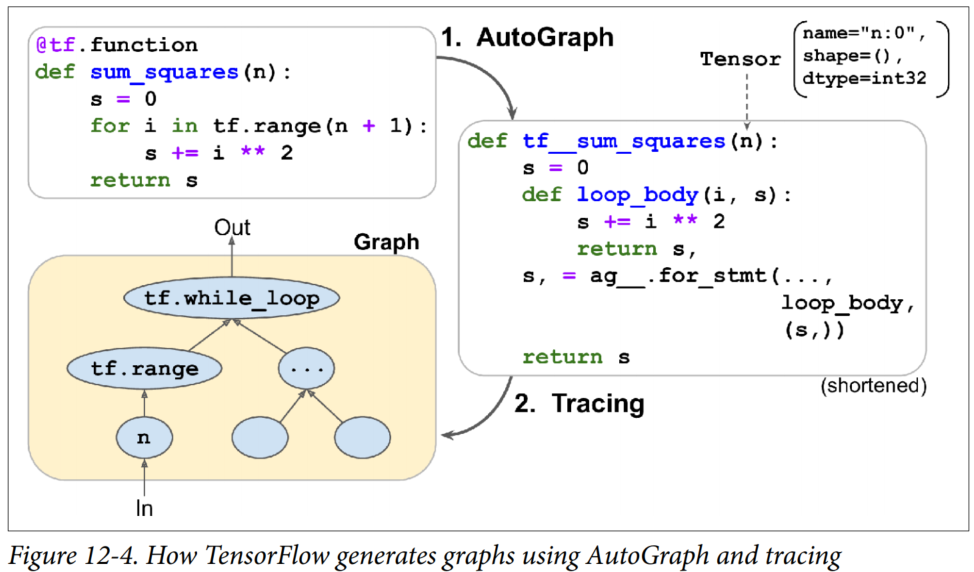 @tf.function
def sum_squares(n):
    s = 0
    for i in tf.range(n + 1):
        s += i ** 2
    return s
1. AutoGraph
Tensor
name="n:0",
shape=(),
dtype=int32
def tf__sum_squares(n):
    s = 0
    def loop_body(i, s):
        s += i ** 2
        return s,
    s, = ag__.for_stmt(...,
                       loop_body,
                       (s,))
    return s
(shortened)
2. Tracing
Graph
Out
tf.while_loop
tf.range
...
n
In
Figure 12-4. How TensorFlow generates graphs using AutoGraph and tracing